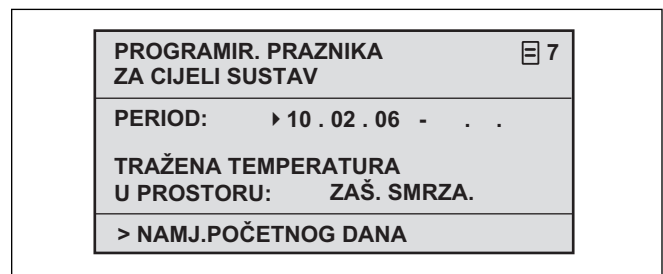 PROGRAMIR. PRAZNIKA 7
ZA CIJELI SUSTAV
PERIOD: 10 . 02 . 06 - . .
TRAŽENA TEMPERATURA
U PROSTORU: ZAŠ. SMRZA.
> NAMJ.POČETNOG DANA